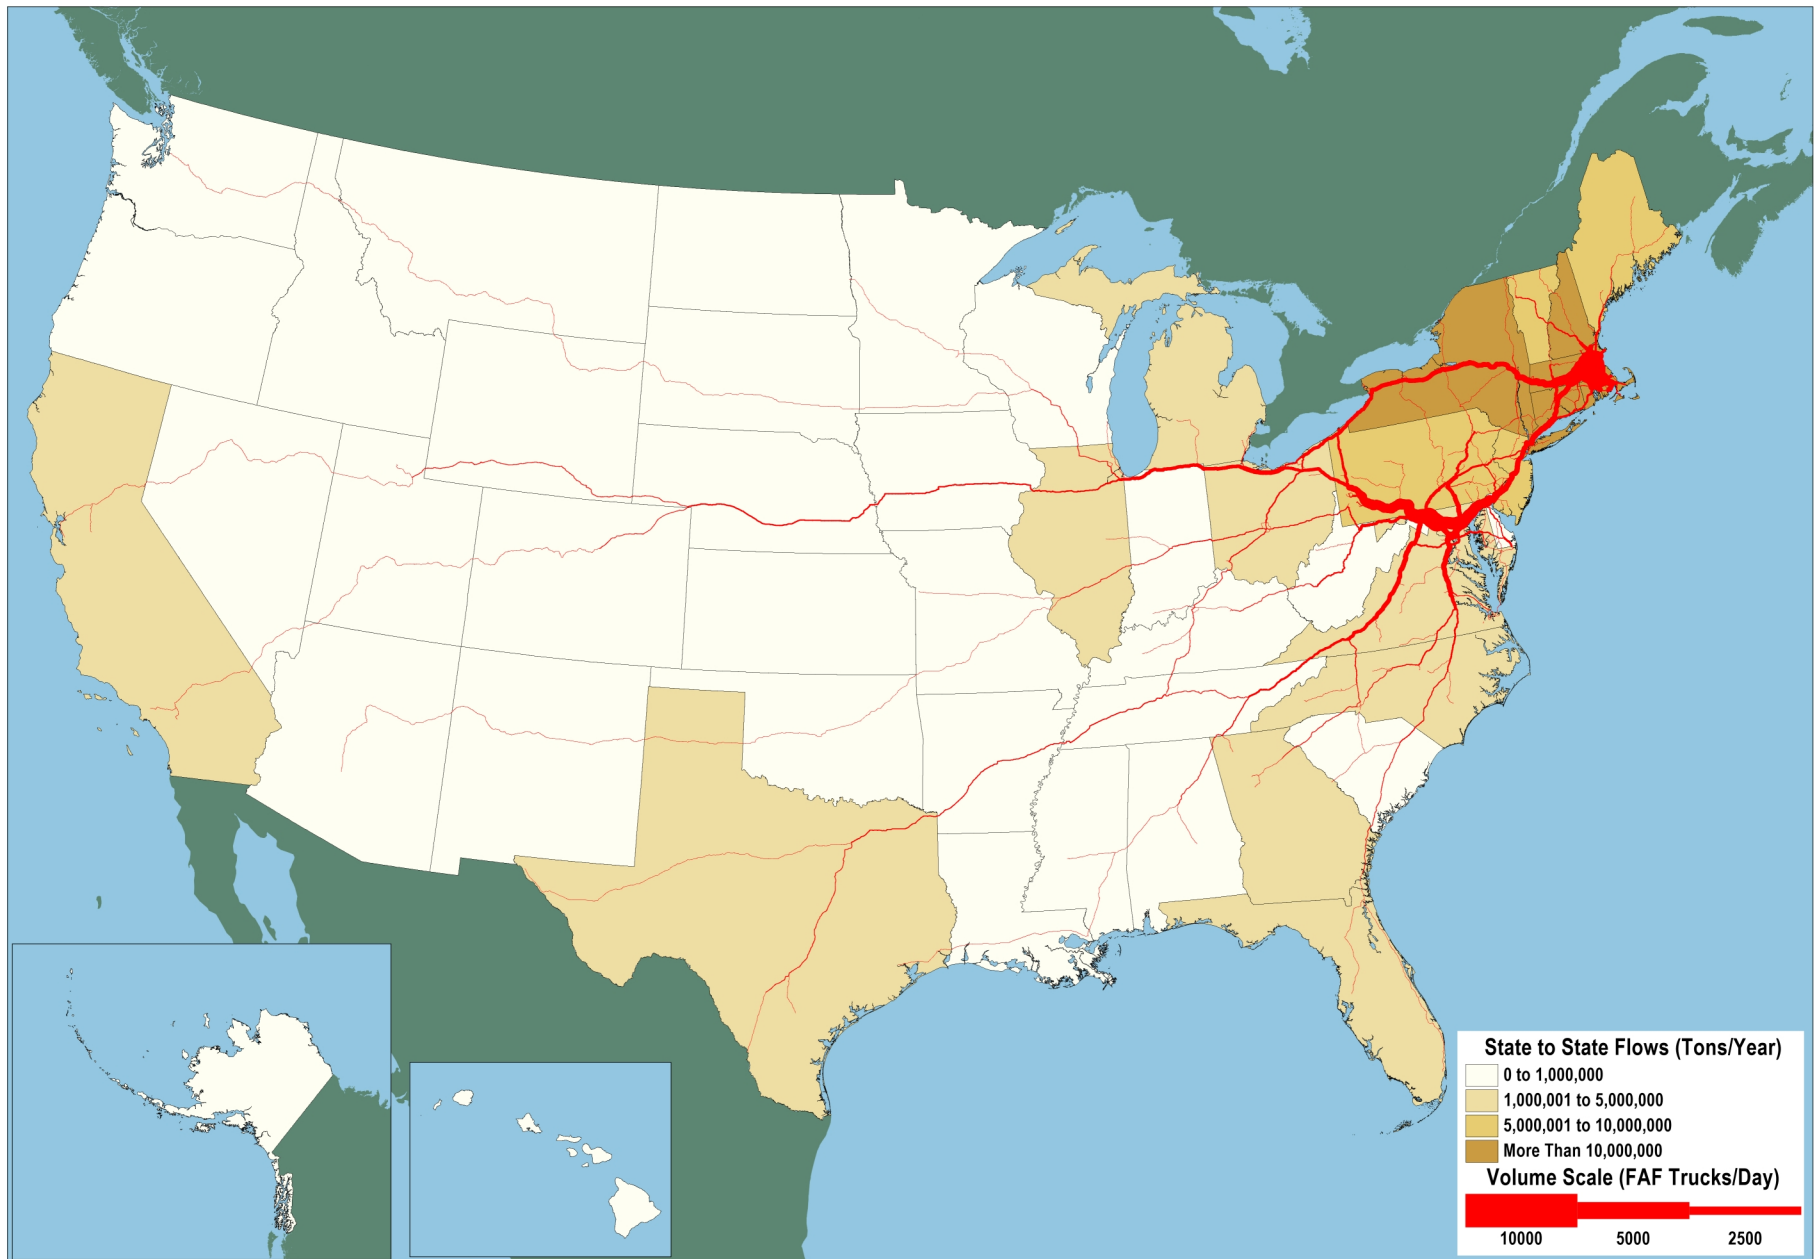 State to State Flows (Tons/Year)
0 to 1,000,000
1,000,001 to 5,000,000
5,000,001 to 10,000,000
More Than 10,000,000
Volume Scale (FAF Trucks/Day)
10000 5000 2500